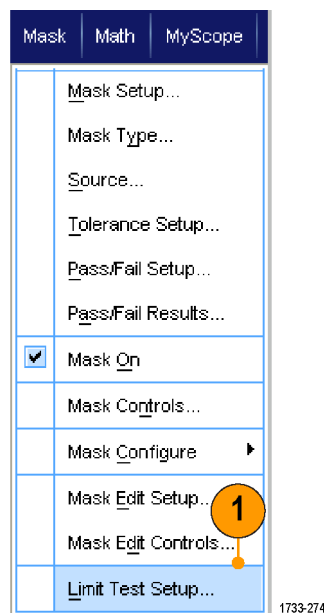 Mask Math MyScope
Mask Setup...
Mask Type...
Source...
Tolerance Setup...
Pass/Fail Setup...
Pass/Fail Results...
Mask On
Mask Controls...
Mask Configure
Mask Edit Setup...
1
Mask Edit Controls...
Limit Test Setup...
1733-274